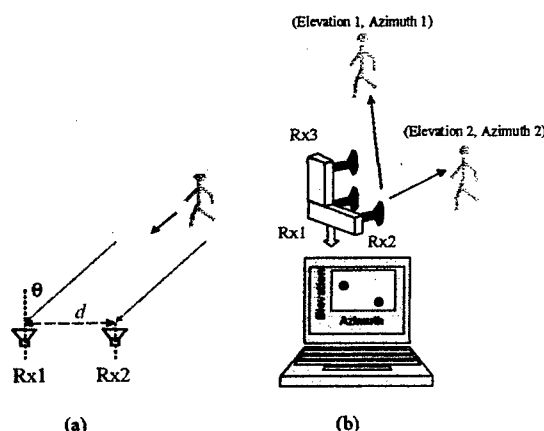 (Elevation 1, Azimuth 1)
Rx3
(Elevation 2, Azimuth 2)
Rx1
Rx2
θ
d
Rx1
Rx2
Elevation
Azimuth
(a)
(b)